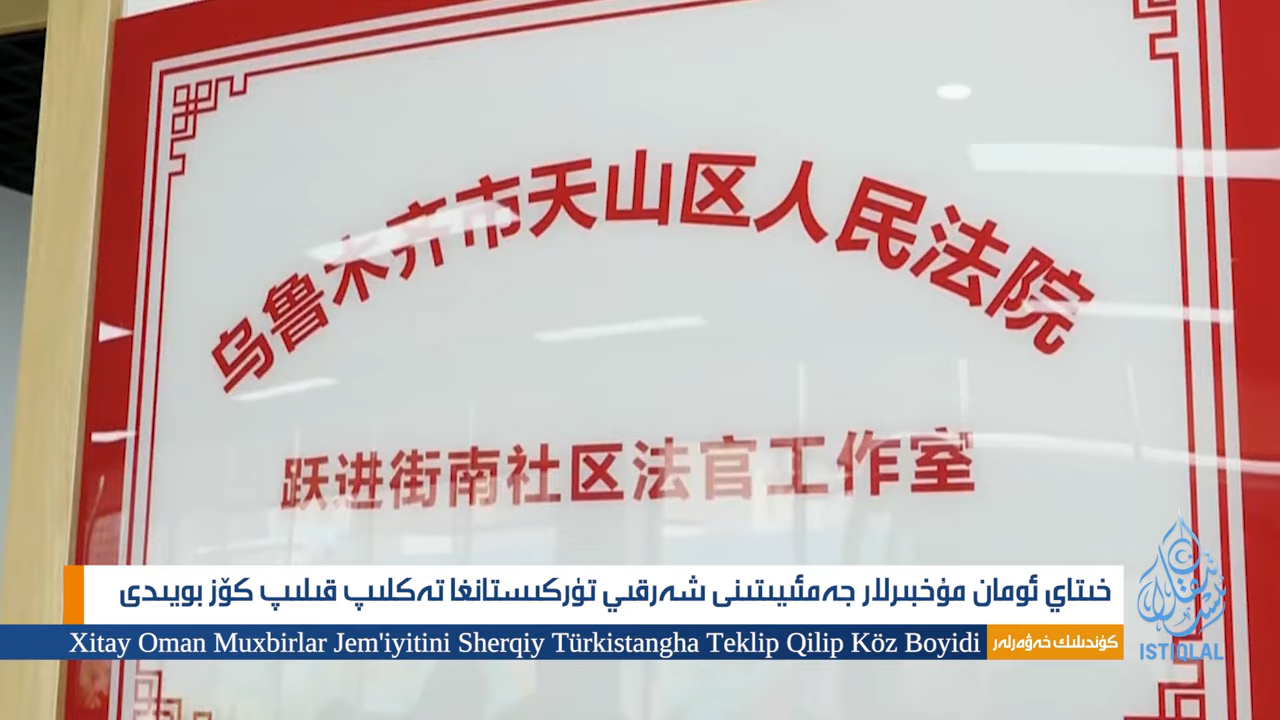 乌鲁木齐市天山区人民法院
跃进街南社区法官工作室
خىتاي ئومان مۇخبىرلار جەمئىيىتىنى شەرقىي تۈركىستانغا تەكلىپ قىلىپ كۆز بويىدى
Xitay Oman Muxbirlar Jem'iyitini Sherqiy Türkistangha Teklip Qilip Köz Boyidi
كۈندىلىك خەۋەرلەر
ISTIQLAL